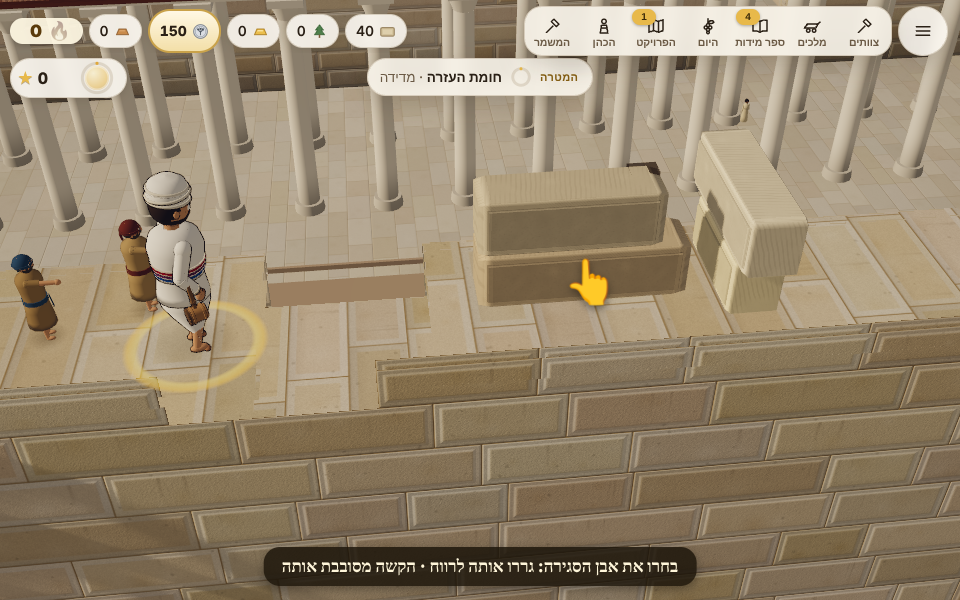 0
150
0
0
40
0
המשמר
הכהן
1
הפרויקט
היום
4
ספר מידות
מלכים
צוותים
המטרה חומת העזרה · מדידה
בחרו את אבן הסגירה: גררו אותה לרווח · הקשה מסובבת אותה